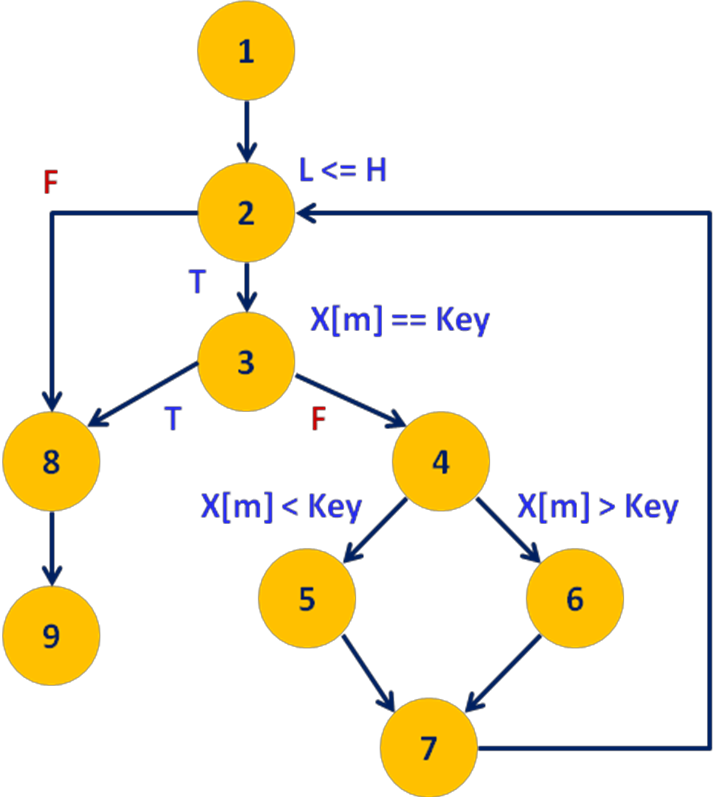 1
L <= H
F
2
T
X[m] == Key
3
T
F
8
4
X[m] < Key
X[m] > Key
5
6
9
7